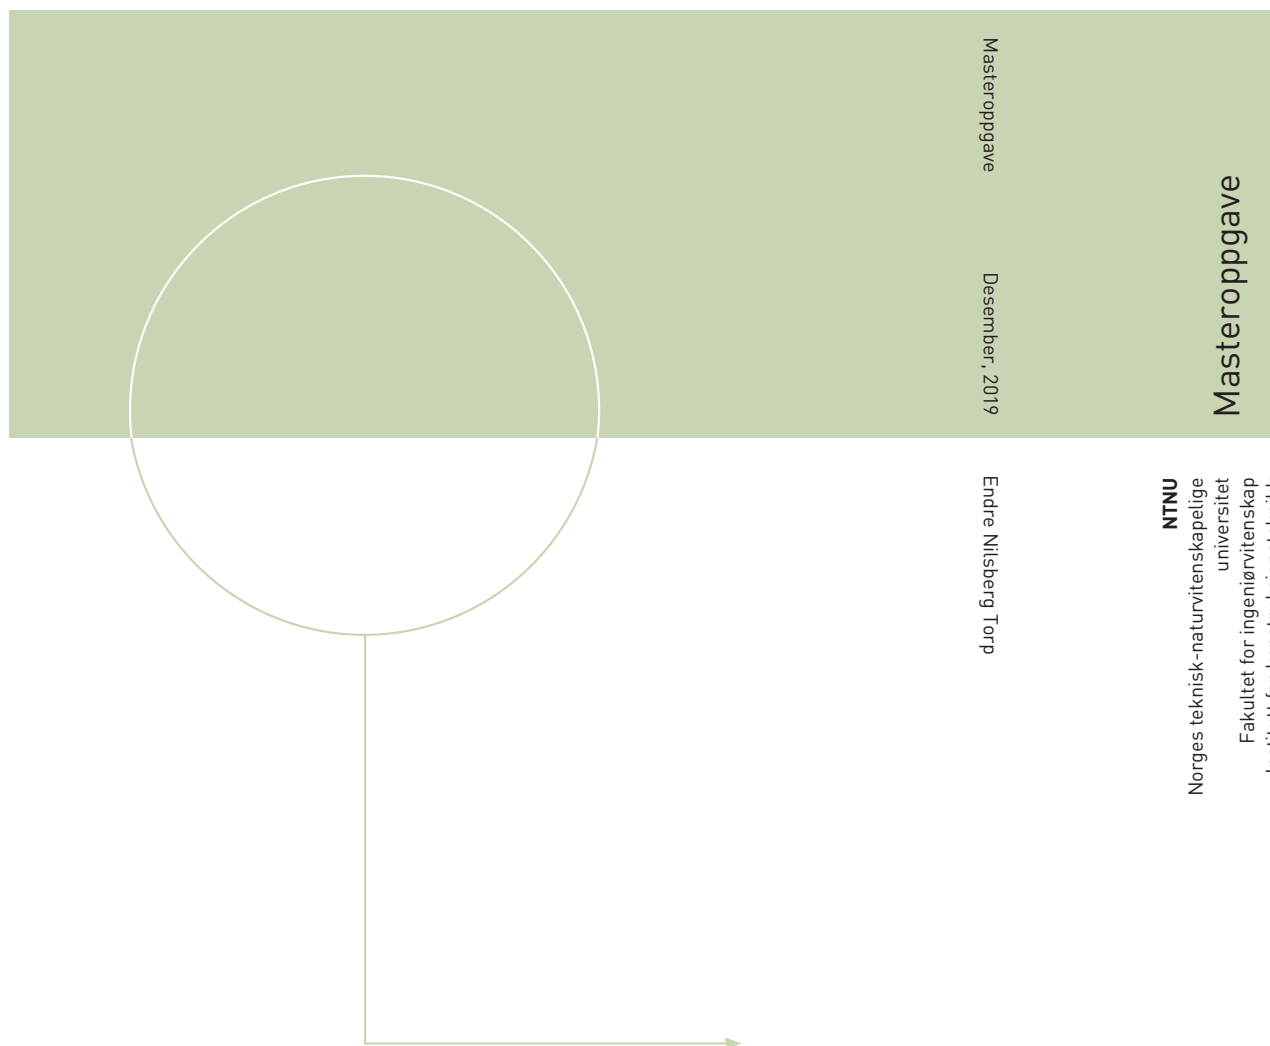 Masteroppgave
Desember, 2019
Endre Nilsberg Torp
Masteroppgave
NTNU
Norges teknisk-naturvitenskapelige
universitet
Fakultet for ingeniørvitenskap